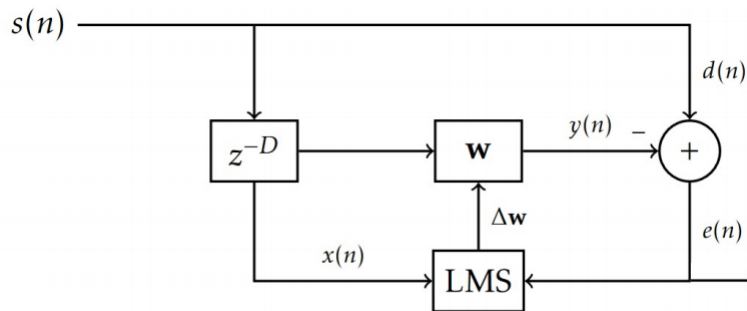 s(n)
d(n)
z^{-D}
w
y(n)
−
+
Δw
e(n)
x(n)
LMS